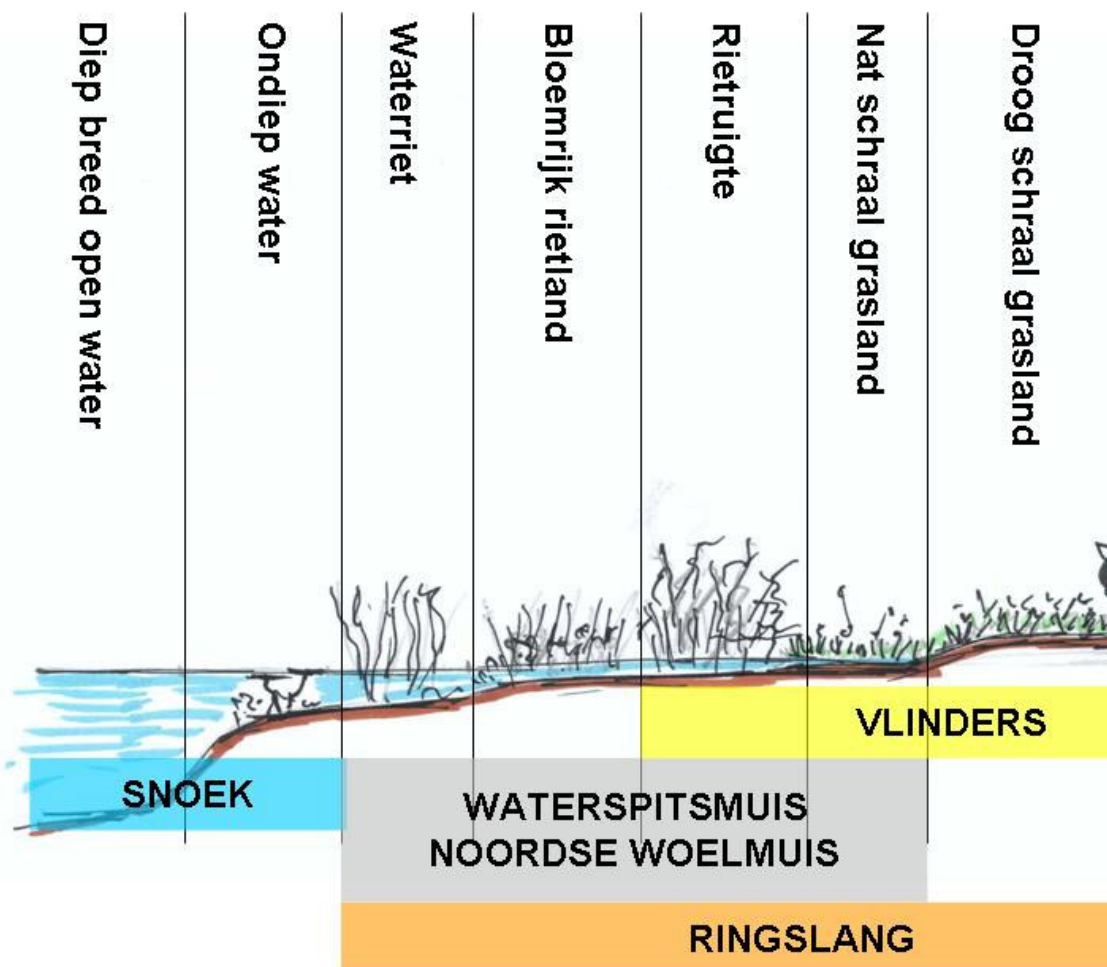 Diep breed open water
Ondiep water
Waterriet
Bloemrijk rietland
Rietruigte
Nat schraal grasland
Droog schraal grasland
VLINDERS
SNOEK
WATERSPITSMUIS
NOORDSE WOELMUIS
RINGSLANG